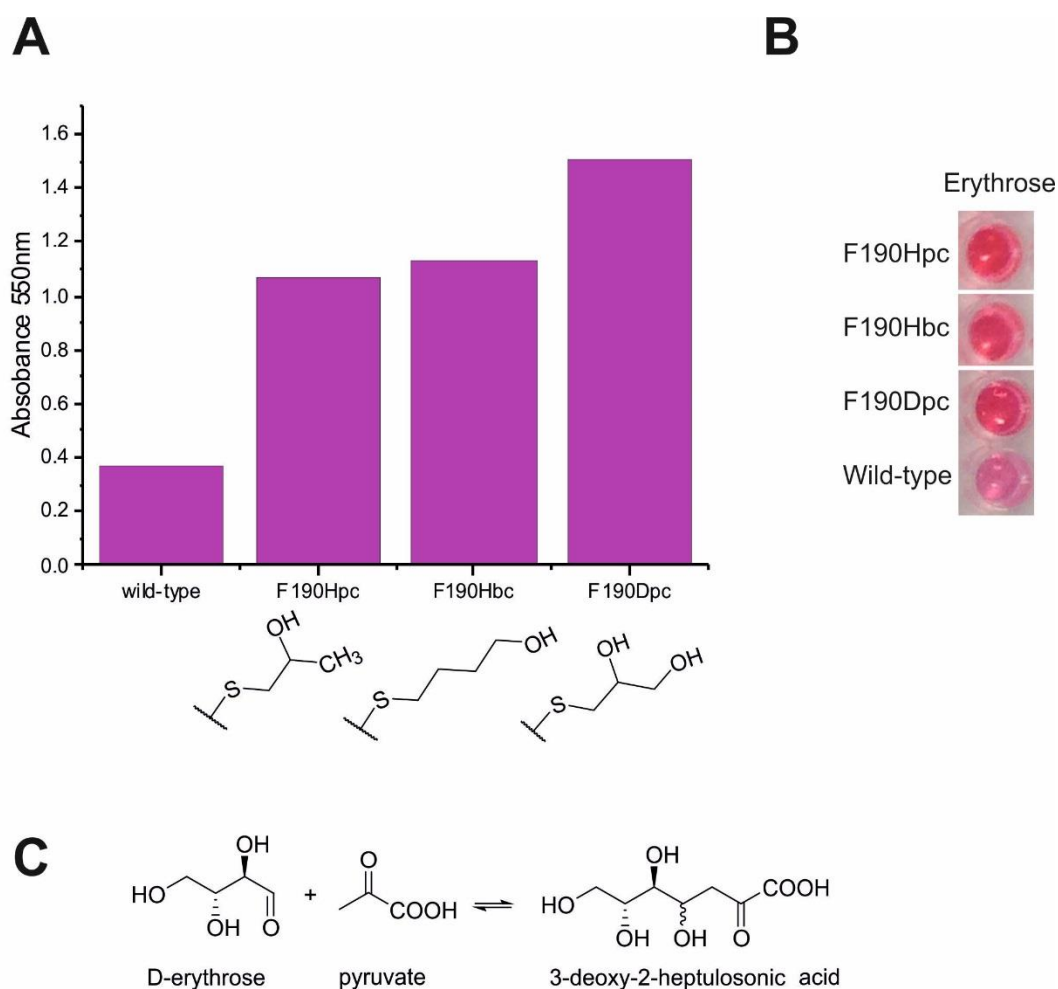 A
B
Absobance 550nm
1.6
1.4
1.2
1.0
0.8
0.6
0.4
0.2
0.0
wild-type F190Hpc F190Hbc F190Dpc
Erythrose
F190Hpc
F190Hbc
F190Dpc
Wild-type
OH
CH3
S
OH
S
OH
OH
S
C
OH
HO
OH O
+
O
COOH
⇌
OH
HO
OH OH O
COOH
D-erythrose pyruvate 3-deoxy-2-heptulosonic acid